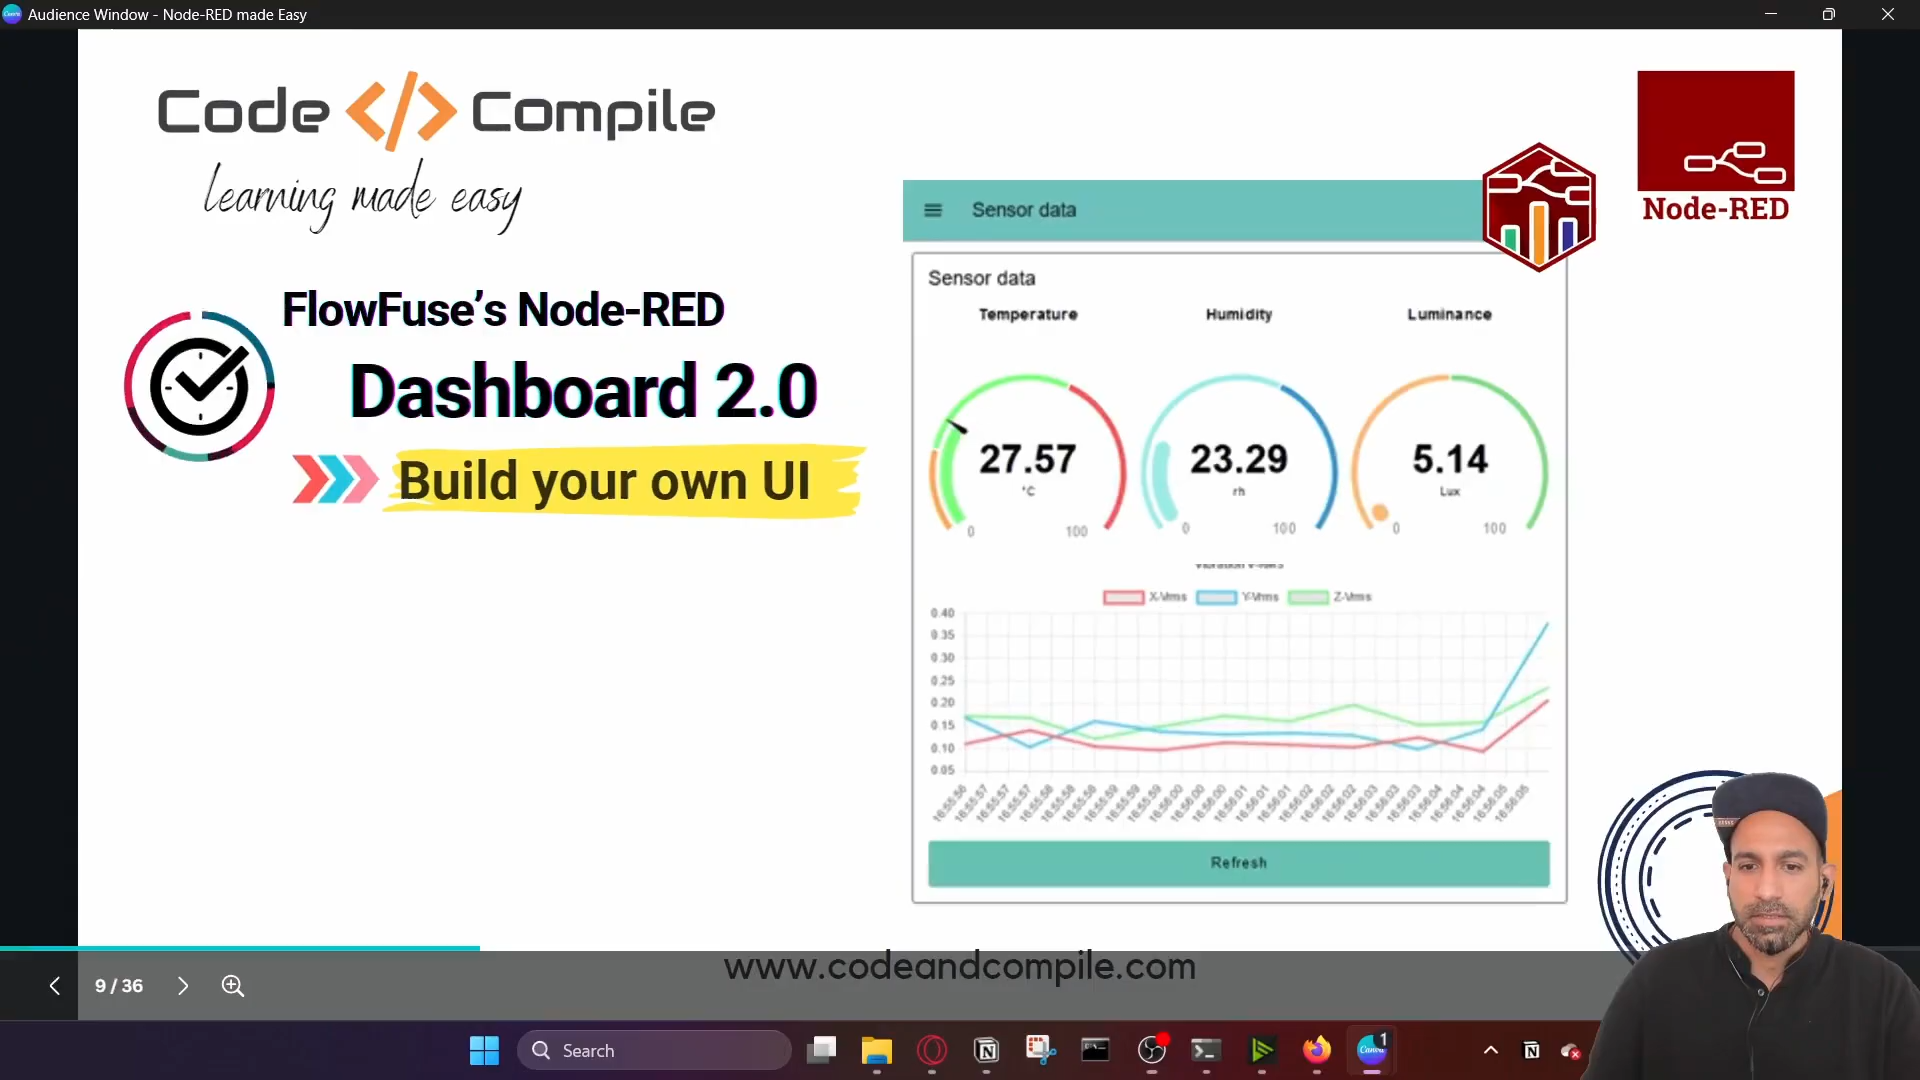 Audience Window - Node-RED made Easy
Code </> Compile
learning made easy
Node-RED
FlowFuse’s Node-RED
Dashboard 2.0
Build your own UI
Sensor data
Sensor data
Temperature
Humidity
Luminance
27.57
°C
0
100
23.29
rh
0
100
5.14
Lux
0
100
X-Vrms
Y-Vrms
Z-Vrms
0.40
0.35
0.30
0.25
0.20
0.15
0.10
0.05
Refresh
www.codeandcompile.com
9 / 36
Search
Canva
1